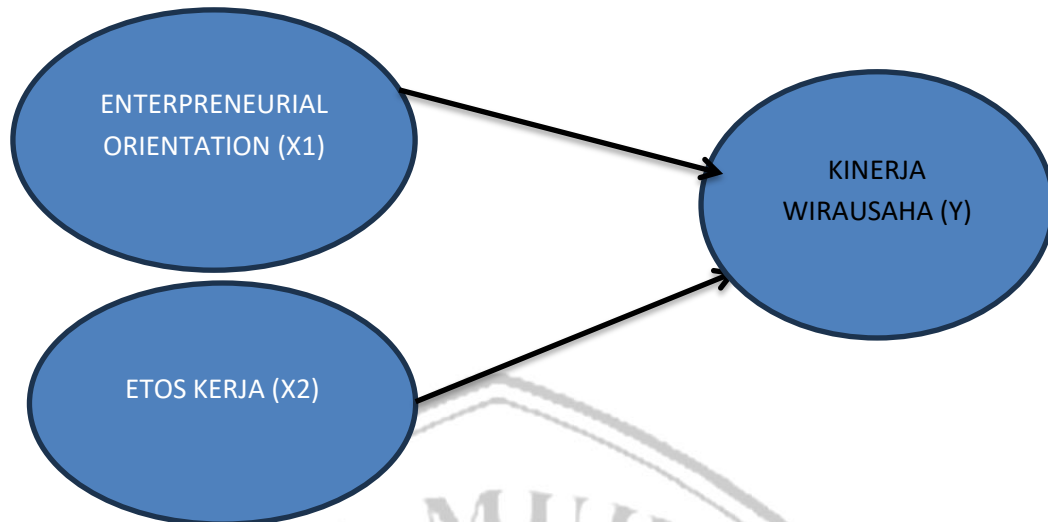 ENTERPRENEURIAL
ORIENTATION (X1)
KINERJA
WIRAUSAHA (Y)
ETOS KERJA (X2)